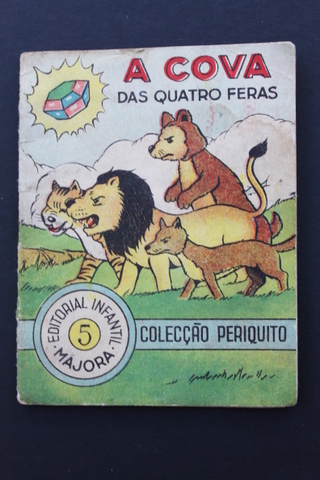 A COVA
DAS QUATRO FERAS
EDITORIAL INFANTIL
5
MAJORA
COLECÇÃO PERIQUITO